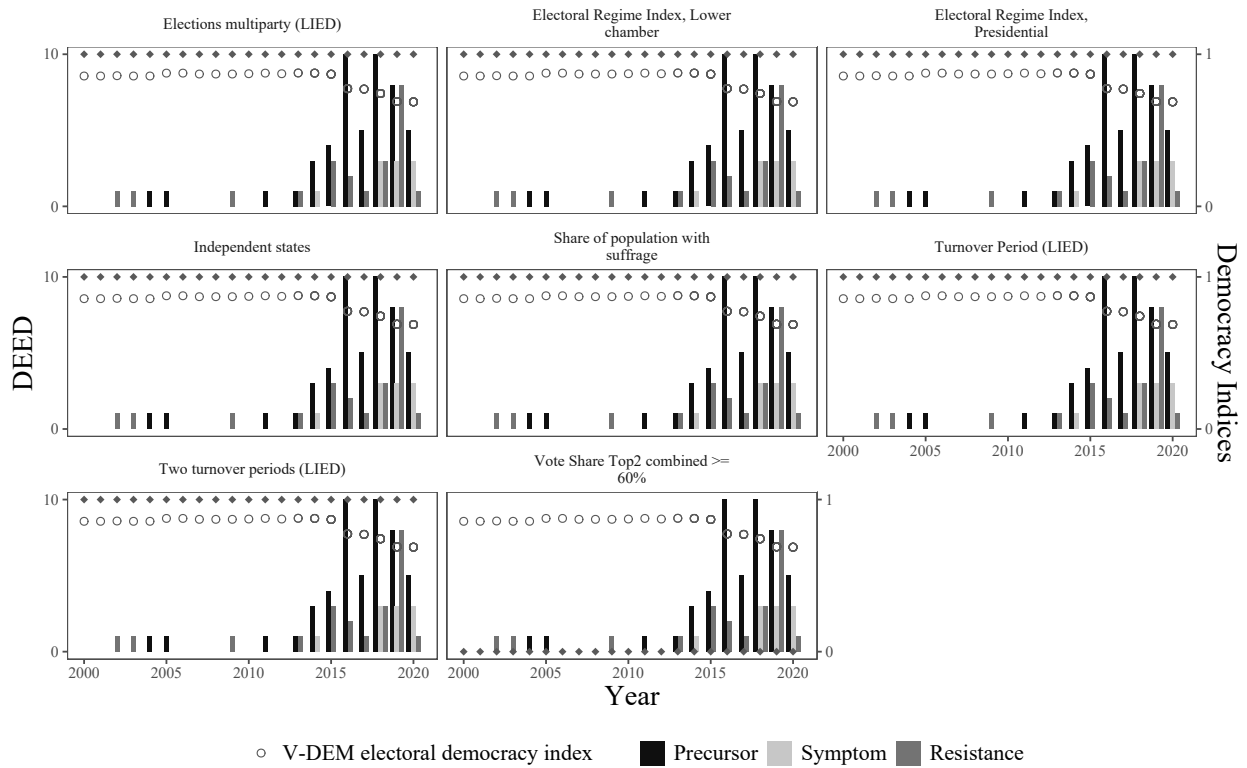 Elections multiparty (LIED)
Electoral Regime Index, Lower
chamber
Electoral Regime Index,
Presidential
10
0
1
0
Independent states
Share of population with
suffrage
Turnover Period (LIED)
10
0
1
0
2000 2005 2010 2015 2020
Two turnover periods (LIED)
Vote Share Top2 combined >=
60%
10
0
1
0
2000 2005 2010 2015 2020
2000 2005 2010 2015 2020
DEED
Democracy Indices
Year
V-DEM electoral democracy index Precursor Symptom Resistance